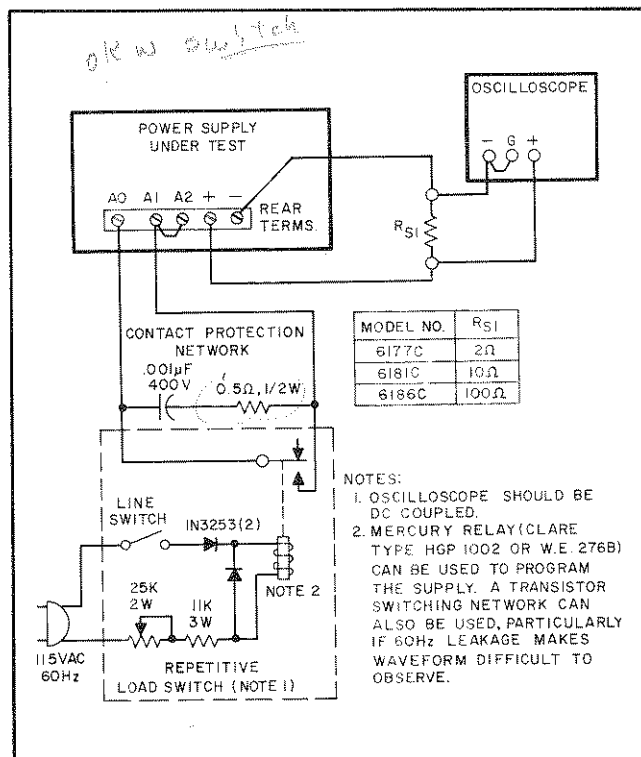 switch
OSCILLOSCOPE
- G +
POWER SUPPLY
UNDER TEST
A0 A1 A2 + -
REAR
TERMS.
RS1
CONTACT PROTECTION
NETWORK
.001µF
400V
0.5Ω, 1/2W
MODEL NO. RS1
6177C 2Ω
6181C 10Ω
6186C 100Ω
LINE
SWITCH
1N3253(2)
NOTE 2
25K
2W
11K
3W
115VAC
60Hz
REPETITIVE
LOAD SWITCH (NOTE 1)
NOTES:
1. OSCILLOSCOPE SHOULD BE
DC COUPLED.
2. MERCURY RELAY (CLARE
TYPE HGP 1002 OR W.E. 276B)
CAN BE USED TO PROGRAM
THE SUPPLY. A TRANSISTOR
SWITCHING NETWORK CAN
ALSO BE USED, PARTICULARLY
IF 60Hz LEAKAGE MAKES
WAVEFORM DIFFICULT TO
OBSERVE.